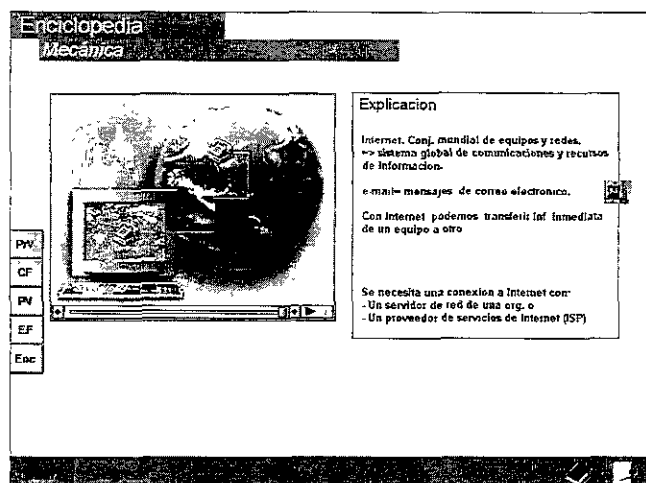 Enciclopedia
Mecánica
Explicacion
Internet. Conj. mundial de equipos y redes.
=> sistema global de comunicaciones y recursos
de Informacion.
e-mail= mensajes de correo electronico.
Con Internet podemos transferir Inf inmediata
de un equipo a otro
Se necesita una conexion a Internet con:
- Un servidor de red de una org. o
- Un proveedor de servicios de Internet (ISP)
PrV
CF
PV
E.F
Enc